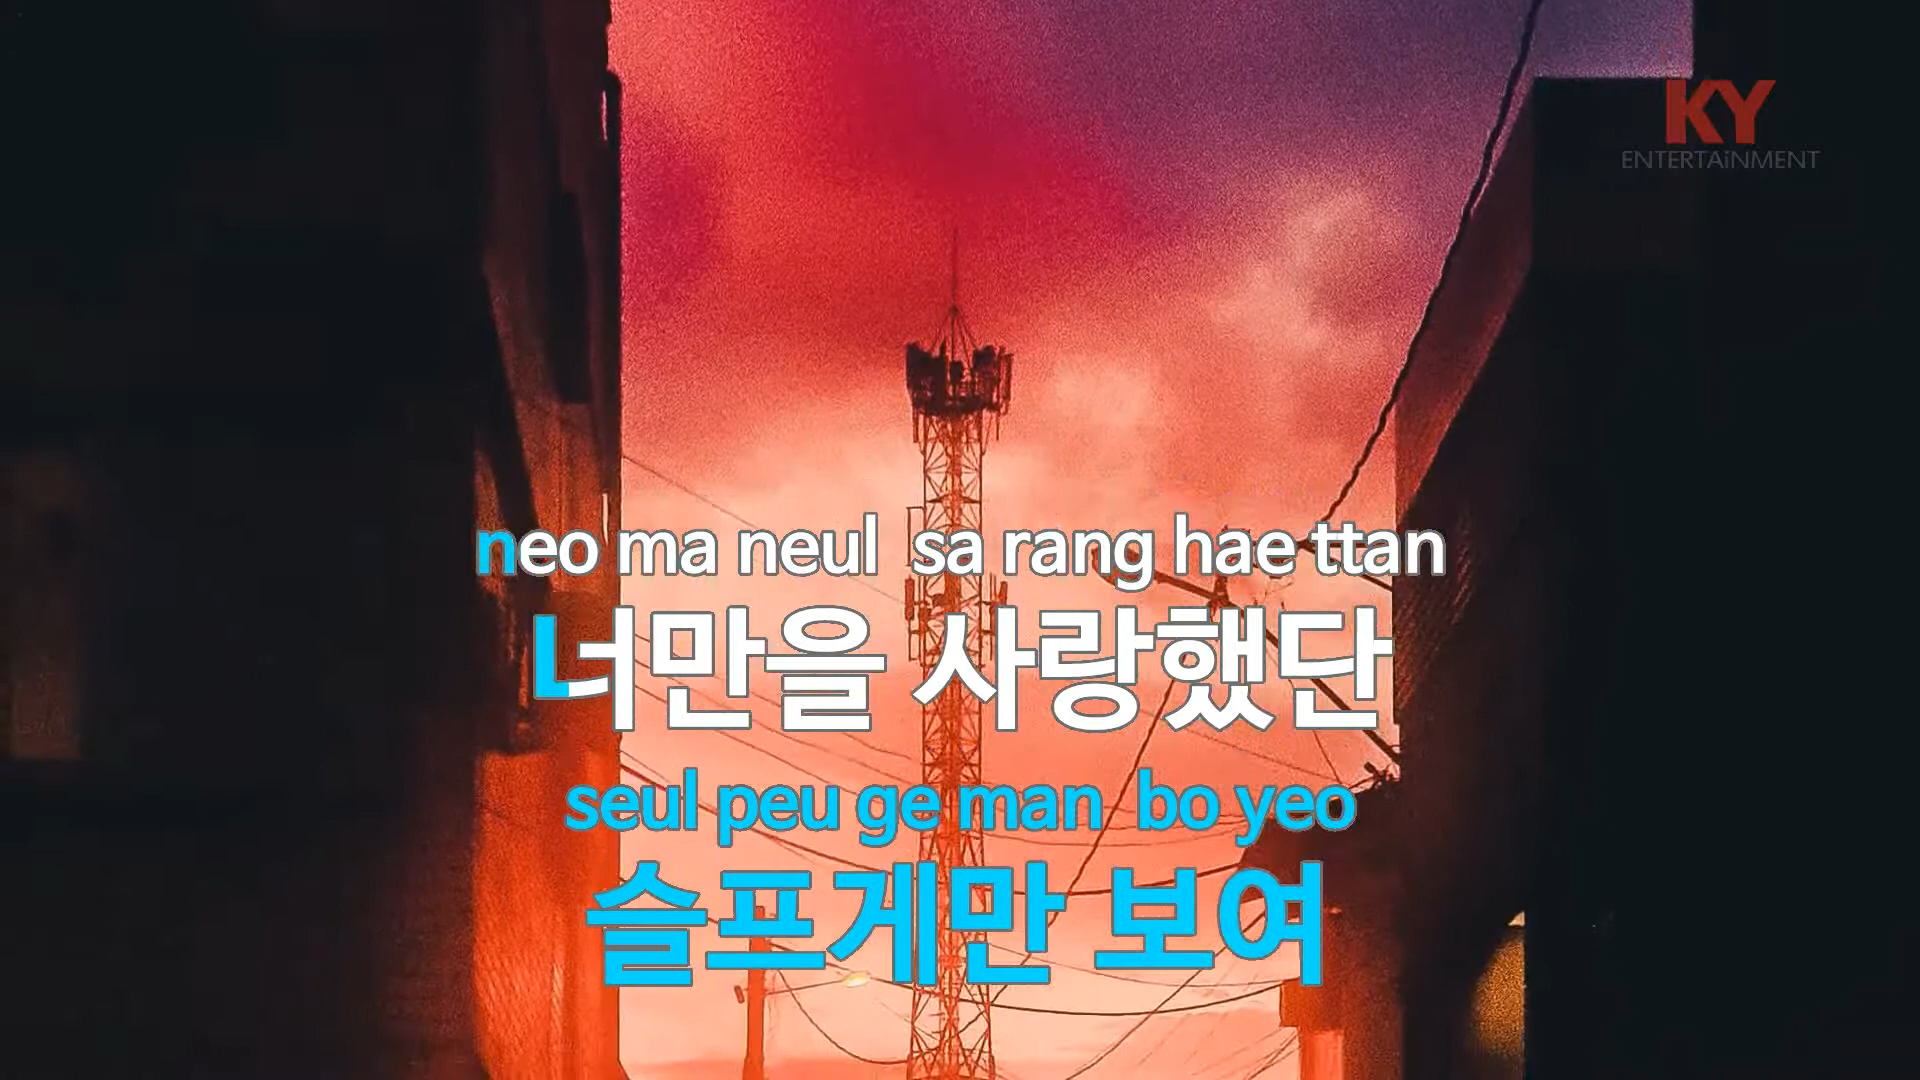 KY
ENTERTAiNMENT
neo ma neul sa rang hae ttan
너만을 사랑했단
seul peu ge man bo yeo
슬프게만 보여